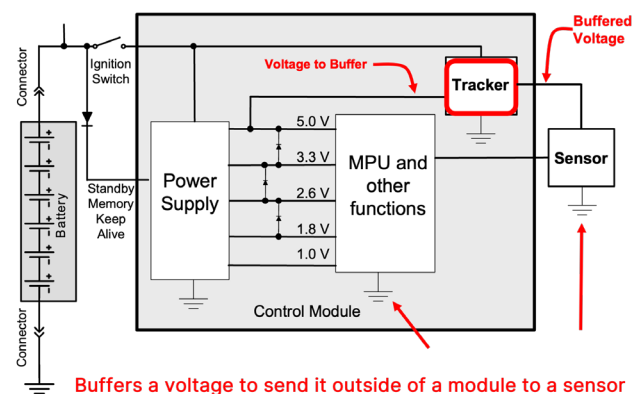 Connector
Ignition
Switch
Voltage to Buffer
Buffered
Voltage
Tracker
Battery
Standby
Memory
Keep
Alive
Power
Supply
5.0 V
3.3 V
2.6 V
1.8 V
1.0 V
MPU and
other
functions
Sensor
Control Module
Connector
Buffers a voltage to send it outside of a module to a sensor